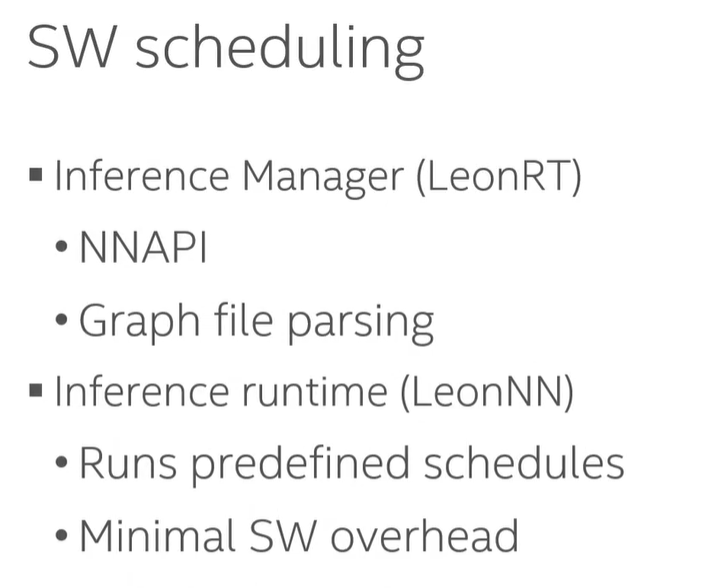 SW scheduling
▪ Inference Manager (LeonRT)
• NNAPI
• Graph file parsing
▪ Inference runtime (LeonNN)
• Runs predefined schedules
• Minimal SW overhead